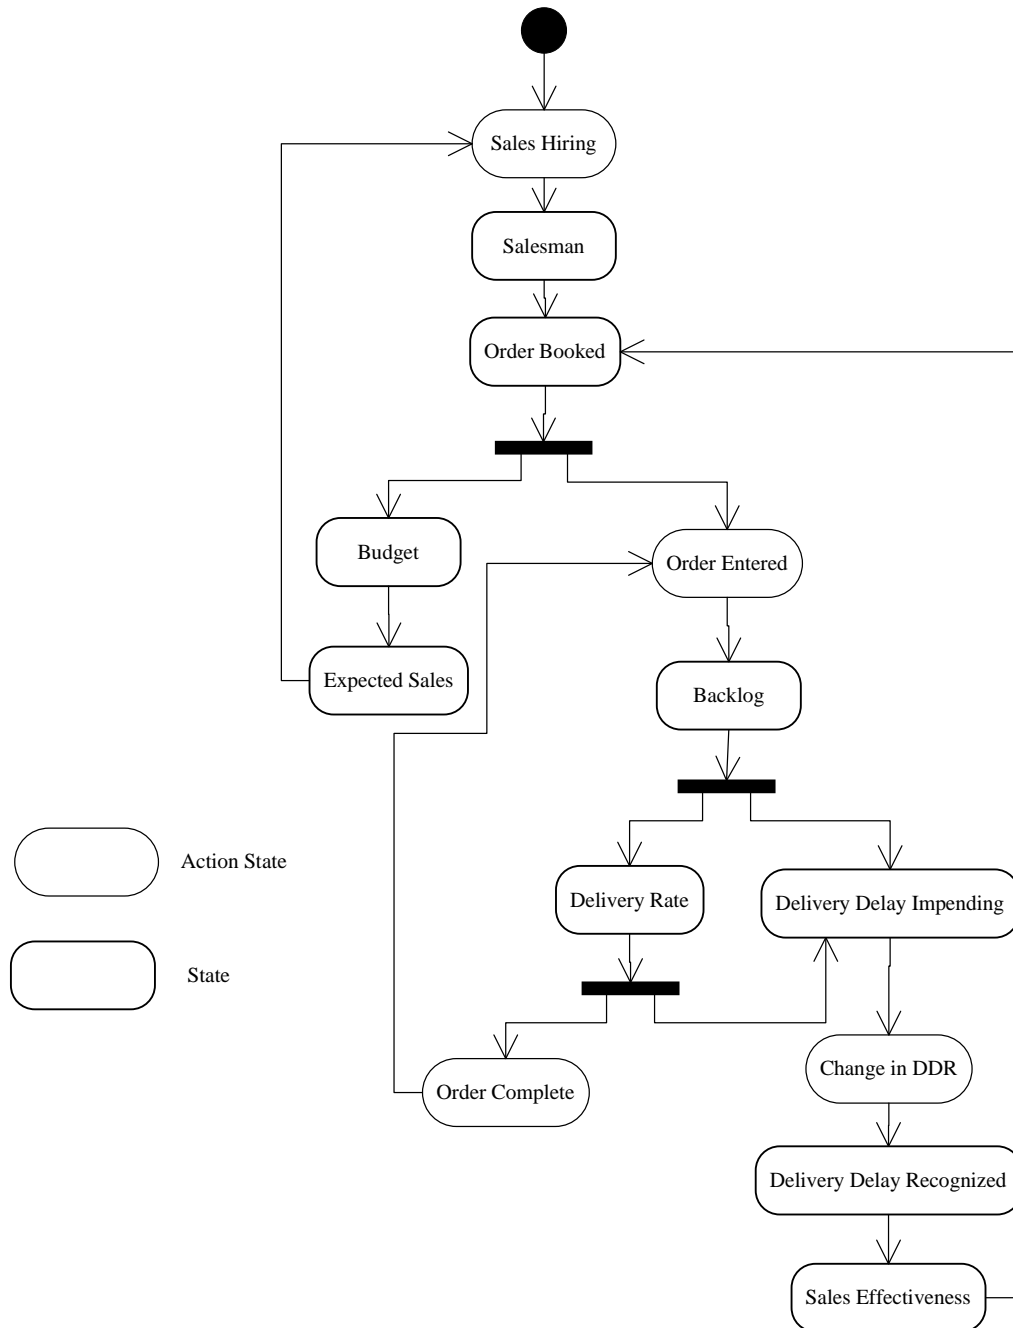 Sales Hiring
Salesman
Order Booked
Budget
Order Entered
Expected Sales
Backlog
Action State
Delivery Rate
Delivery Delay Impending
State
Change in DDR
Order Complete
Delivery Delay Recognized
Sales Effectiveness